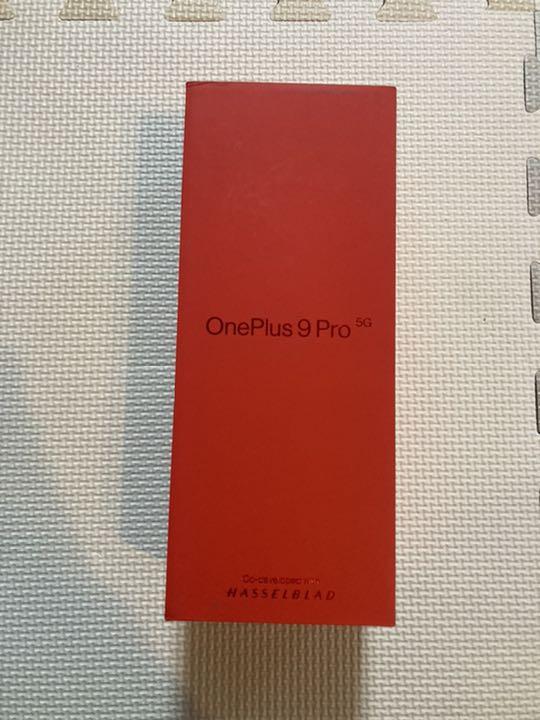 OnePlus 9 Pro 5G
Co-developed with
HASSELBLAD